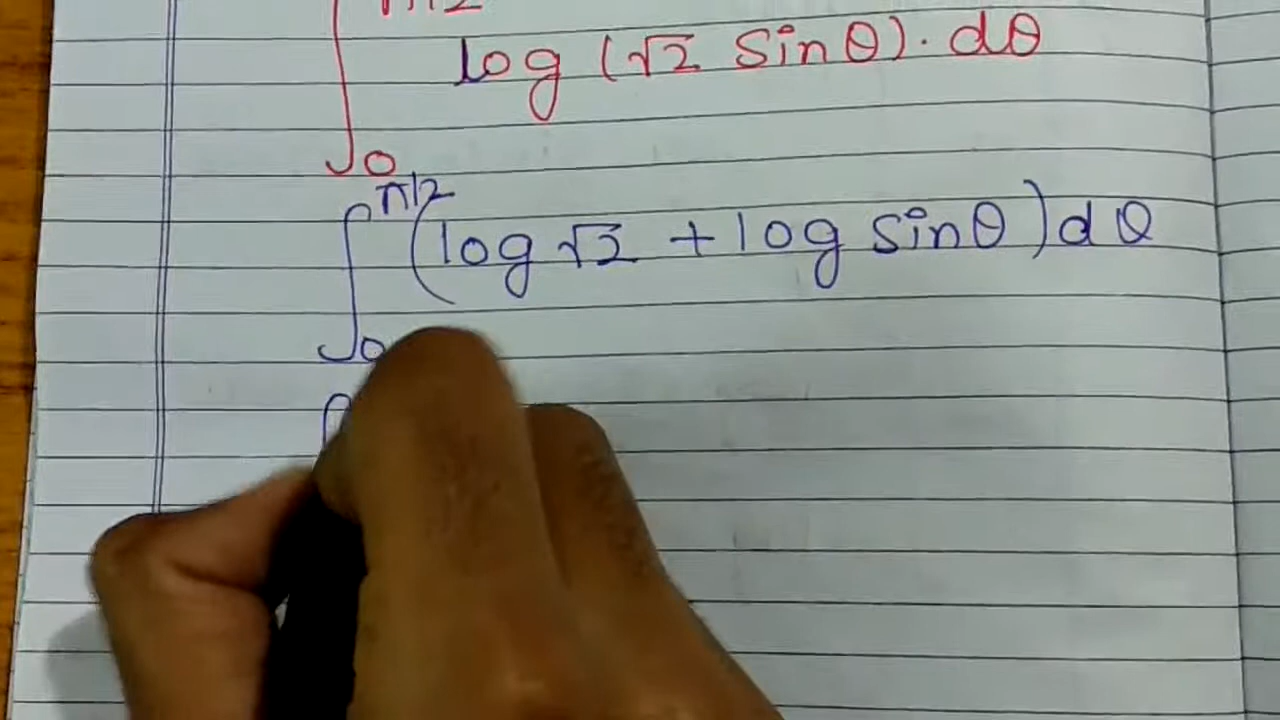 ∫₀^π/2 log (√2 sinθ). dθ
∫₀^π/2 (log √2 + log sinθ) dθ
∫